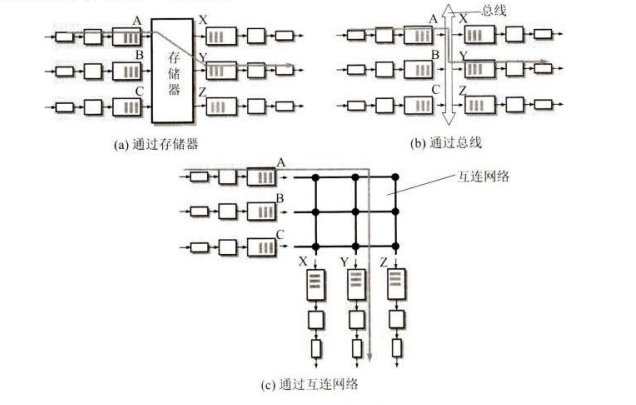 A X
B 存储器 Y
C Z
(a) 通过存储器
总线
A X
B Y
C Z
(b) 通过总线
A
B
C
互连网络
X Y Z
(c) 通过互连网络